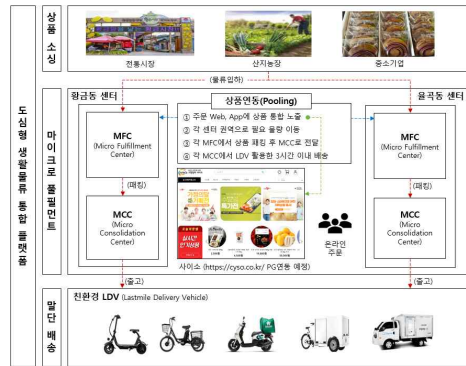 도심형 생활물류 통합 플랫폼
상품 소싱
전통시장
산지농장
중소기업
(물류입하)
마이크로 풀필먼트
황금동 센터
율곡동 센터
상품연동(Pooling)
① 주문 Web, App에 상품 통합 노출
② 각 센터 권역으로 필요 물량 이동
③ 각 MFC에서 상품 패킹 후 MCC로 전달
④ 각 MCC에서 LDV 활용한 3시간 이내 배송
MFC
(Micro Fulfillment
Center)
(패킹)
MCC
(Micro
Consolidation
Center)
(출고)
MFC
(Micro Fulfillment
Center)
(패킹)
MCC
(Micro
Consolidation
Center)
(출고)
온라인
주문
사이소 (https://cyso.co.kr/ PG연동 예정)
말단 배송
친환경 LDV (Lastmile Delivery Vehicle)